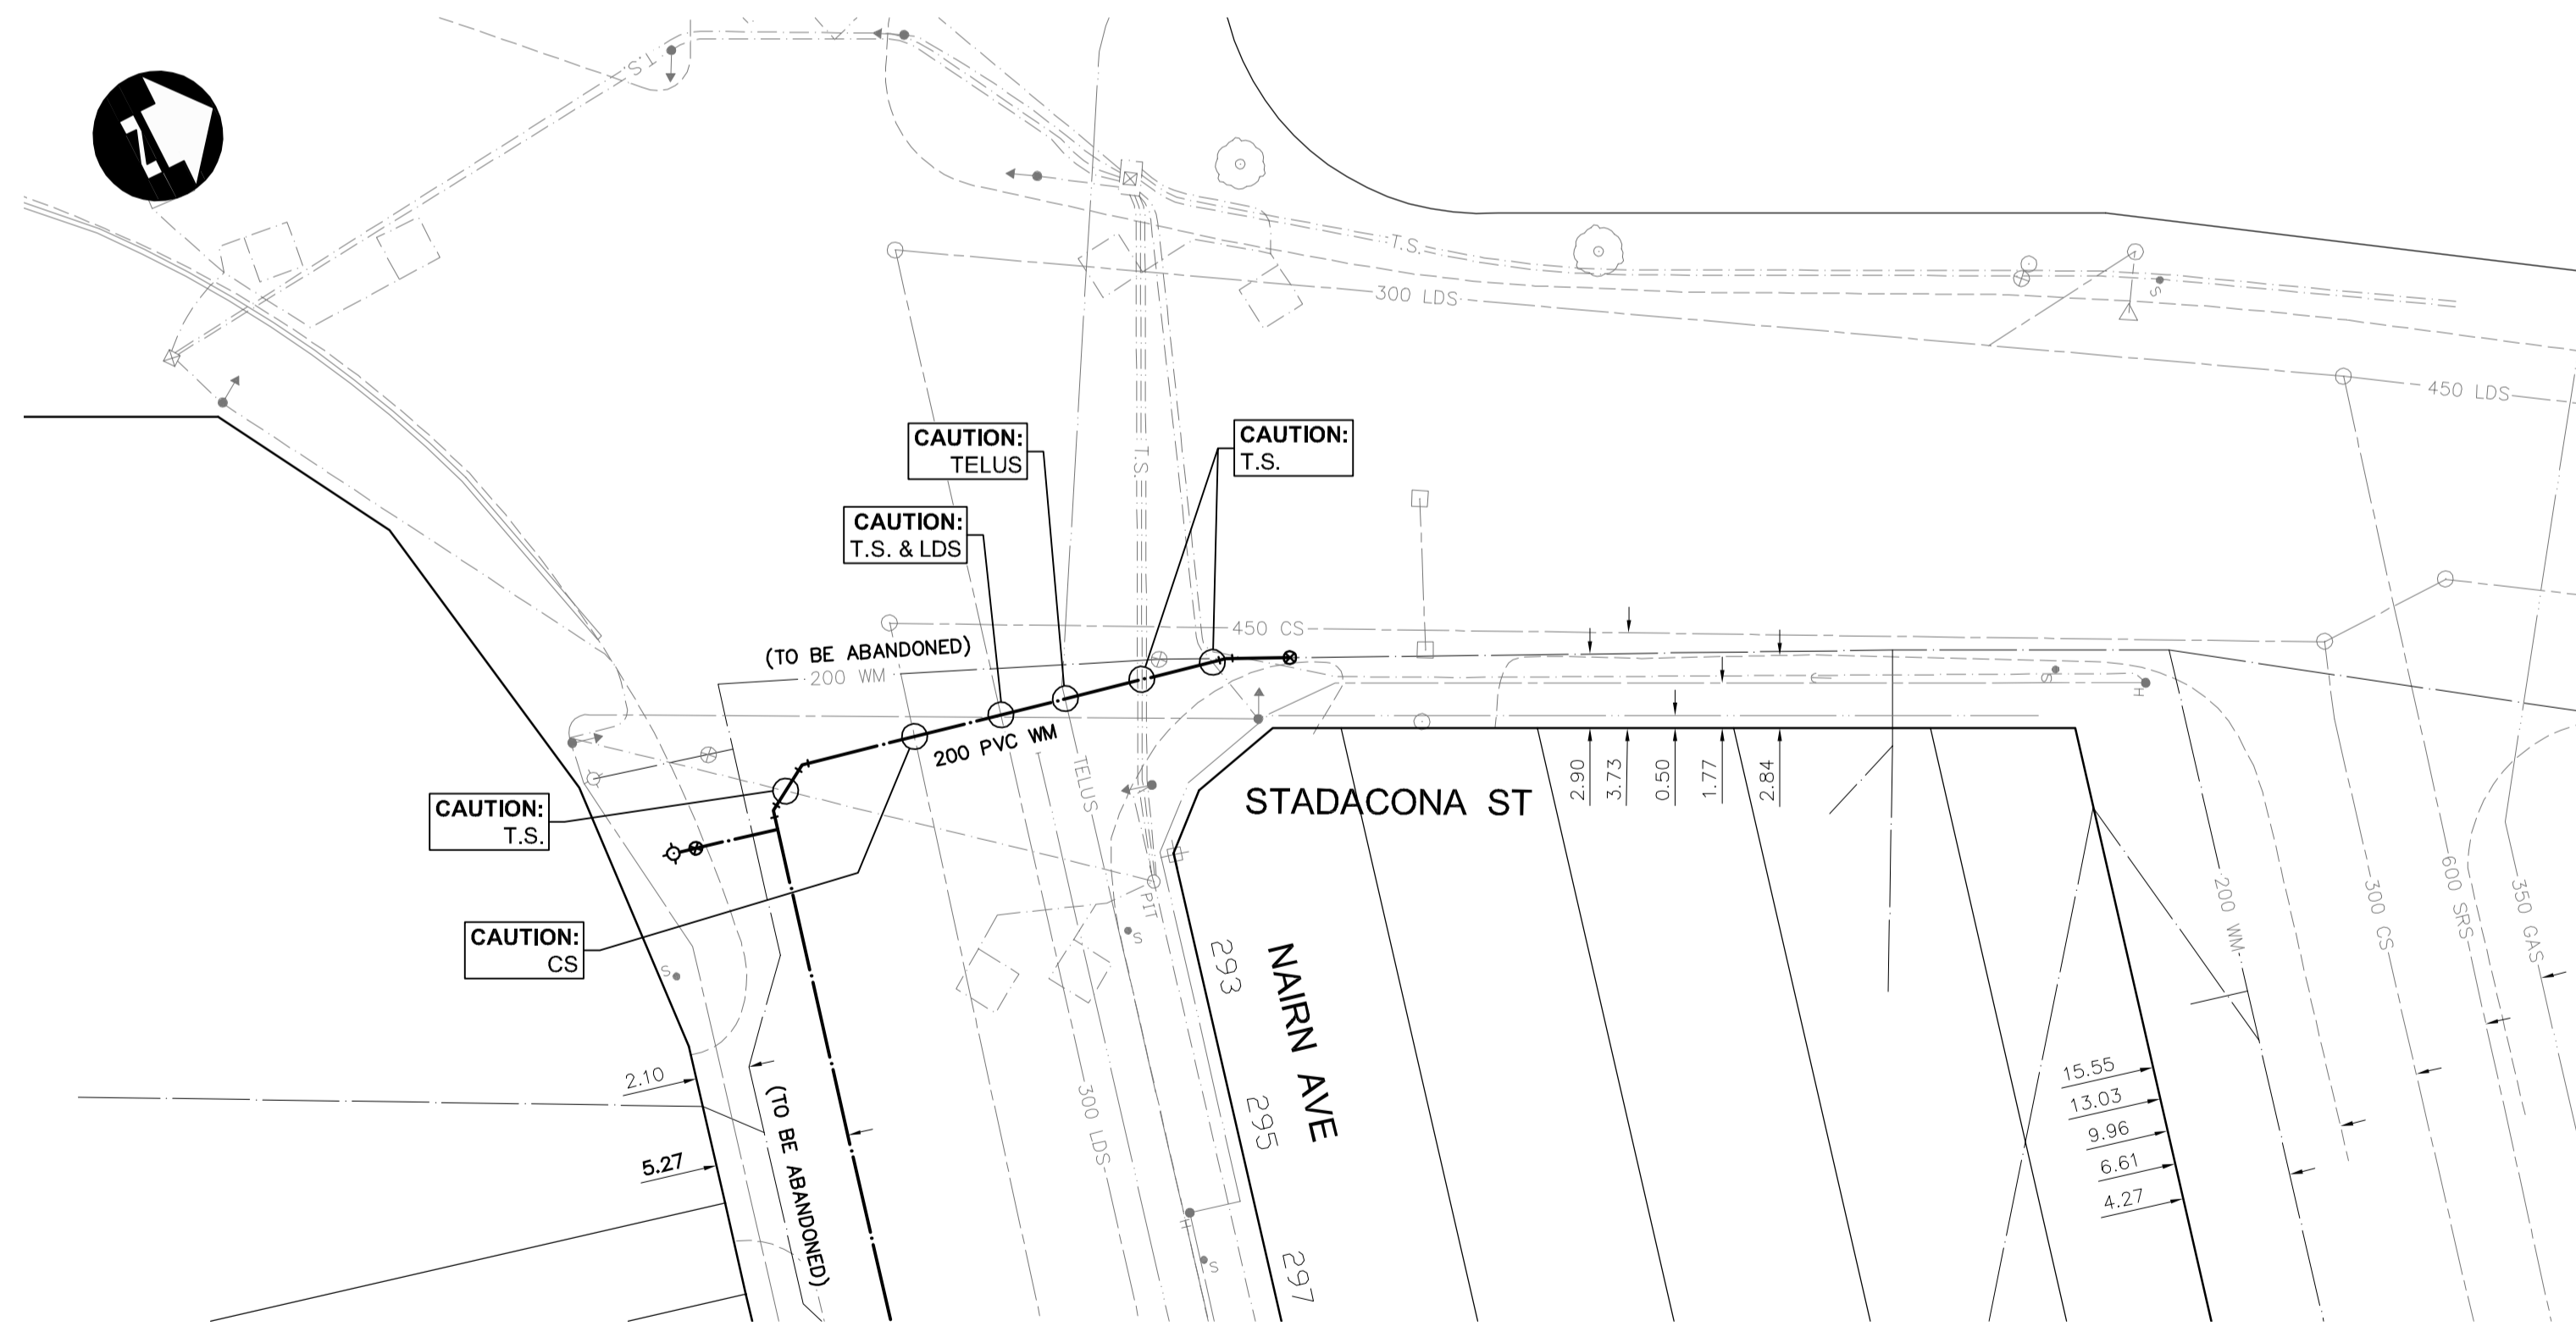 N
T.S.
T.S.
300 LDS
450 LDS
S
CAUTION:
TELUS
CAUTION:
T.S.
T.S.
CAUTION:
T.S. & LDS
450 CS
(TO BE ABANDONED)
200 WM
200 PVC WM
S
H
TELUS
CAUTION:
T.S.
STADACONA ST
2.90
3.73
0.50
1.77
2.84
PIT
S
CAUTION:
CS
S
293
NAIRN AVE
200 WM
300 CS
600 SRS
350 GAS
2.10
(TO BE ABANDONED)
300 LDS
295
5.27
15.55
13.03
9.96
6.61
4.27
H
S
297